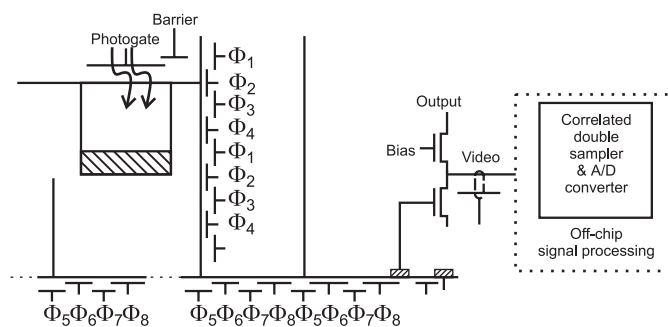 Barrier
Photogate
Φ1
Φ2
Φ3
Φ4
Φ1
Φ2
Φ3
Φ4
Output
Bias
Video
Correlated
double
sampler
& A/D
converter
Off-chip
signal processing
Φ5Φ6Φ7Φ8
Φ5Φ6Φ7Φ8Φ5Φ6Φ7Φ8